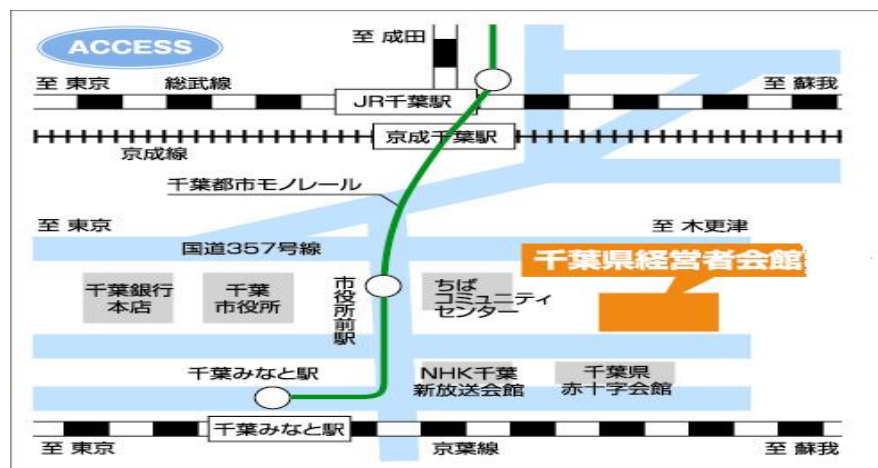 ACCESS
至 成田
至 東京
総武線
至 蘇我
JR千葉駅
京成千葉駅
京成線
千葉都市モノレール
至 東京
至 木更津
国道357号線
千葉県経営者会館
千葉銀行
本店
千葉
市役所
市役所前駅
ちば
コミュニティ
センター
千葉みなと駅
NHK千葉
新放送会館
千葉県
赤十字会館
千葉みなと駅
至 東京
京葉線
至 蘇我